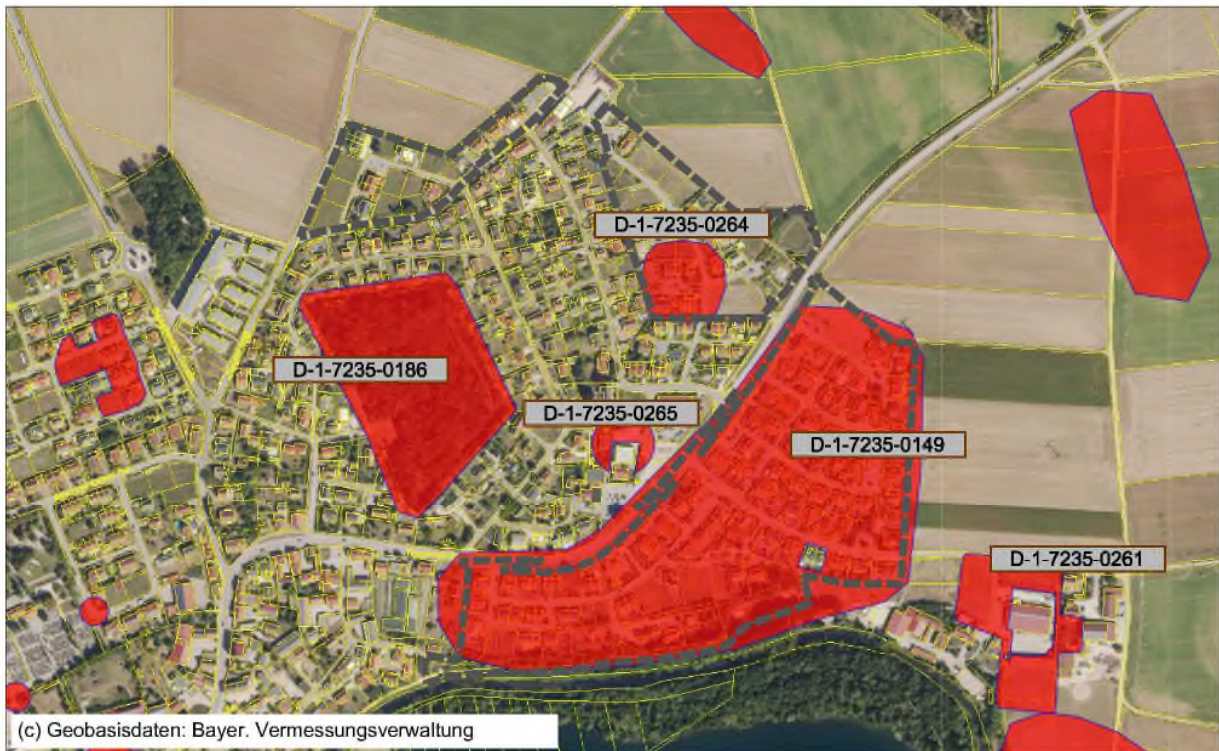 D-1-7235-0264
D-1-7235-0186
D-1-7235-0265
D-1-7235-0149
D-1-7235-0261
(c) Geobasisdaten: Bayer. Vermessungsverwaltung